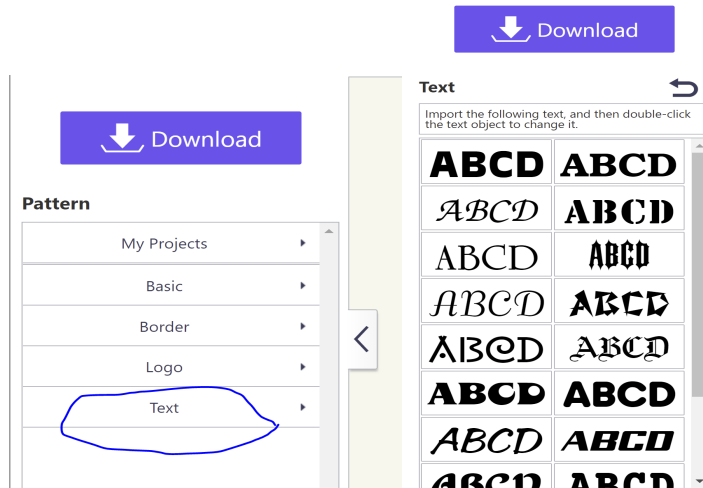 Download
Download
Pattern
My Projects
Basic
Border
Logo
Text
Text
Import the following text, and then double-click
the text object to change it.
ABCD ABCD
ABCD ABCD
ABCD ABCD
ABCD ABCD
ABCD ABCD
ABCD ABCD
ABCD ABCD
ABCD ABCD